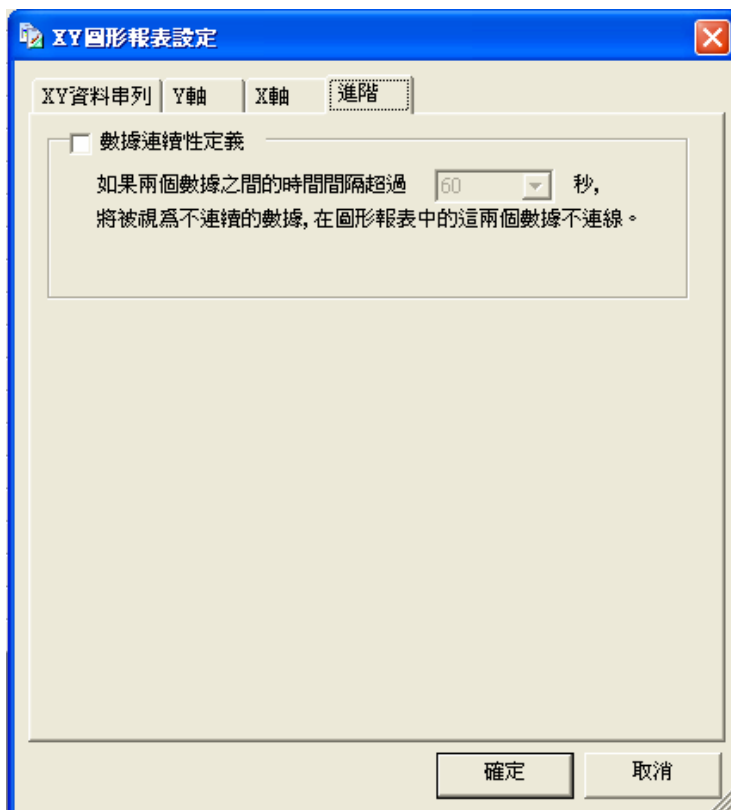 XY圖形報表設定
XY資料串列 Y軸 X軸 進階
數據連續性定義
如果兩個數據之間的時間間隔超過 60 秒,
將被視爲不連續的數據,在圖形報表中的這兩個數據不連線。
確定 取消